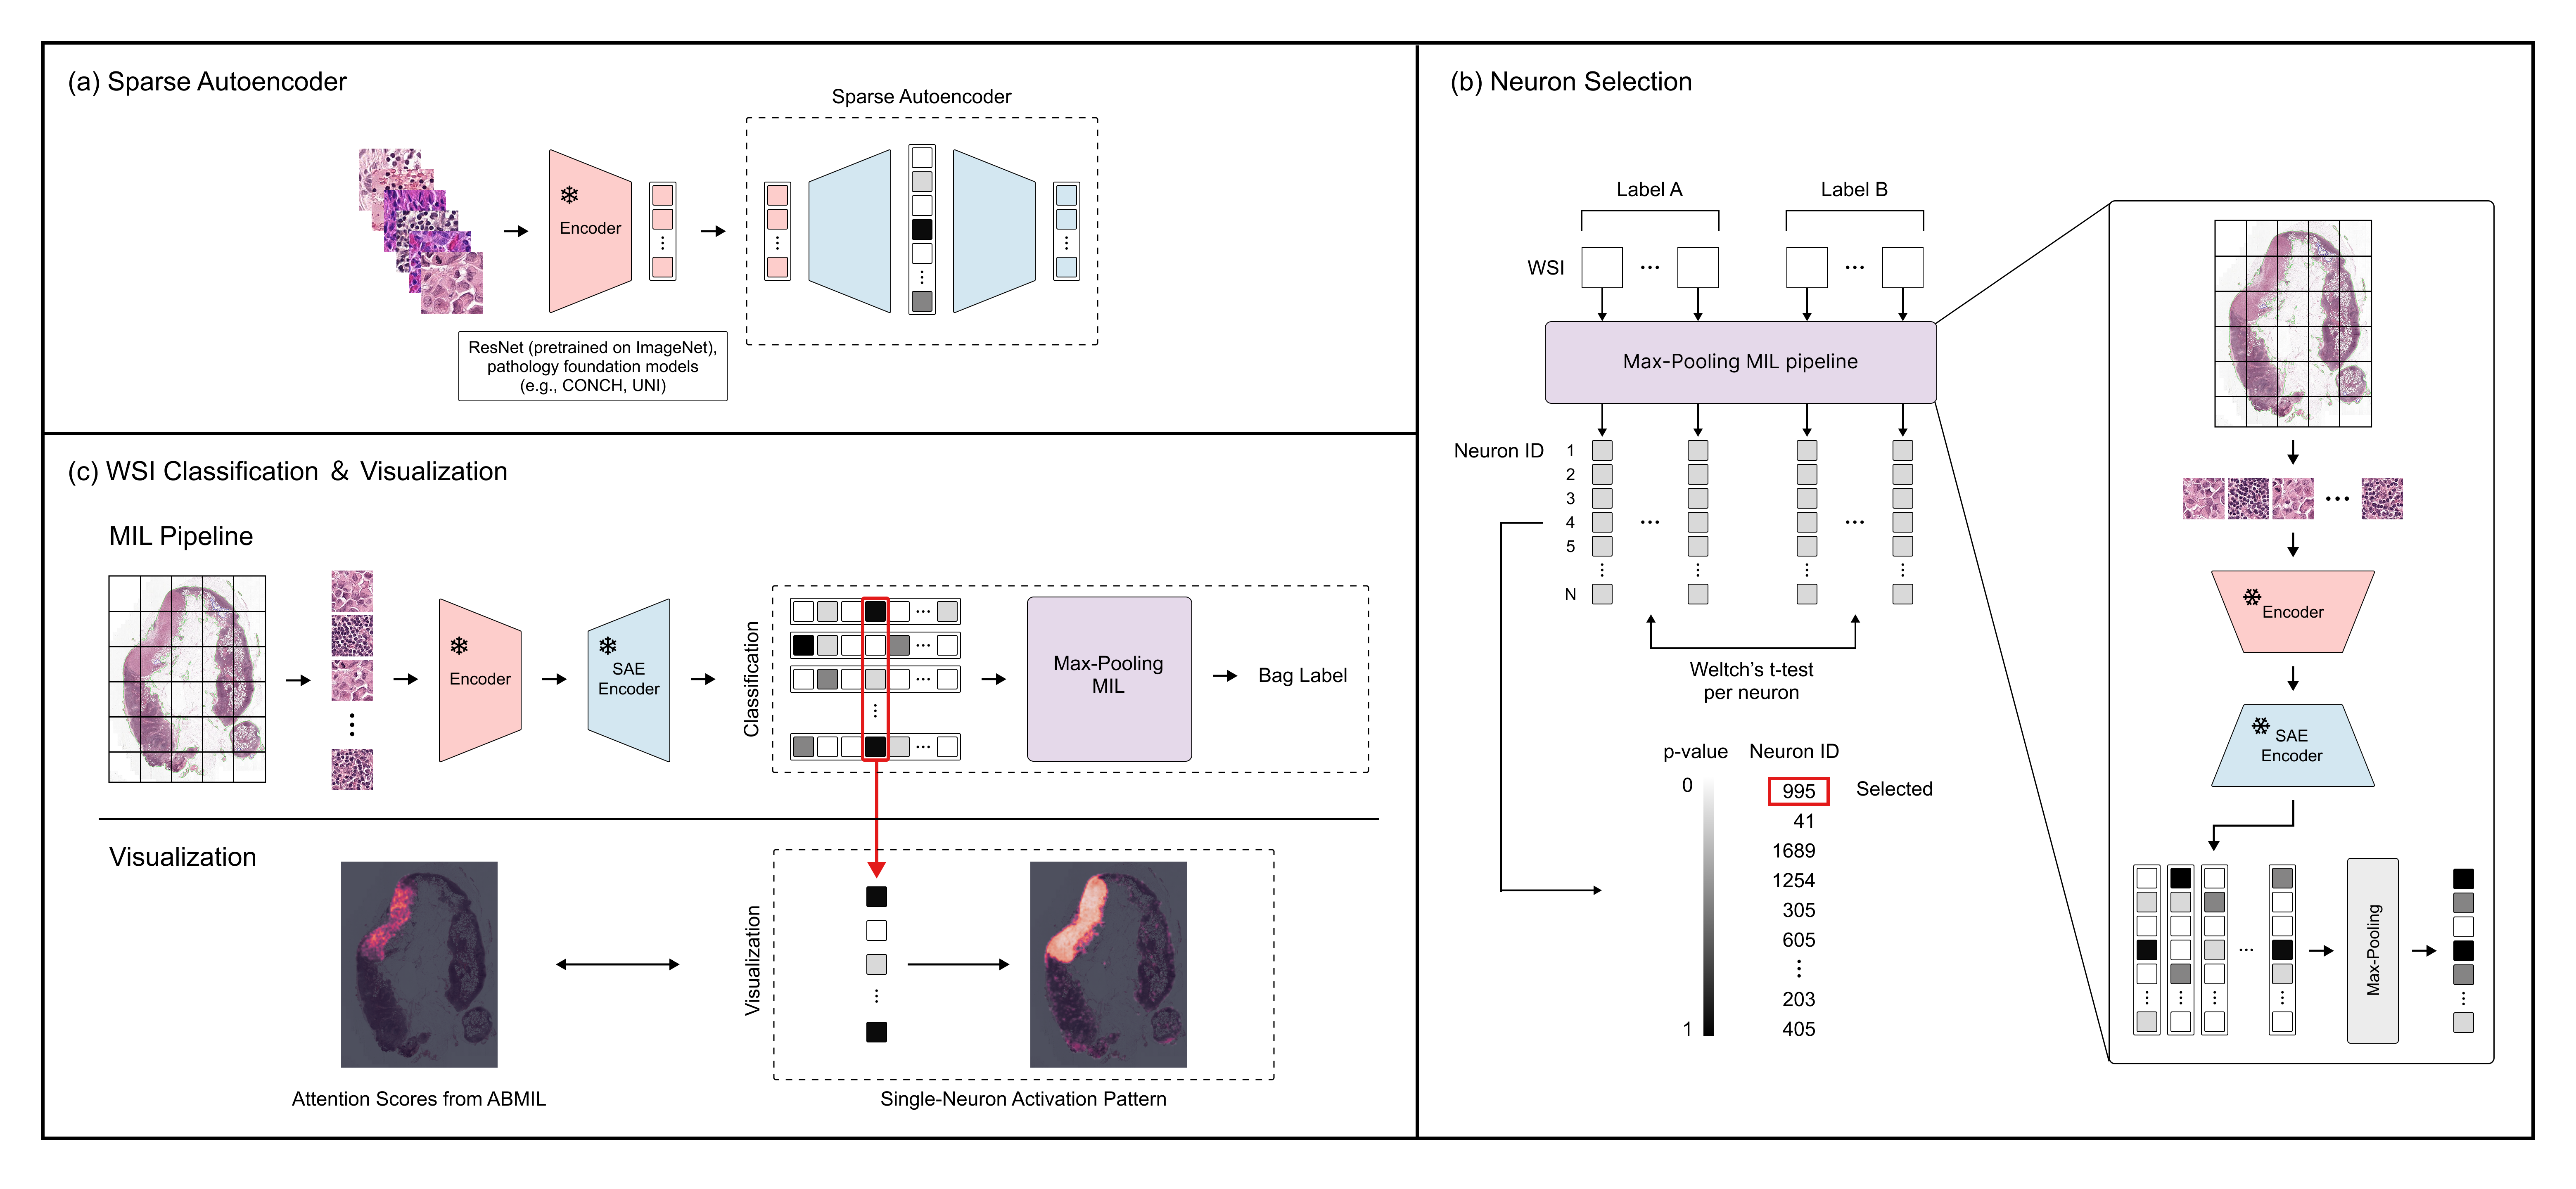 (a) Sparse Autoencoder
Sparse Autoencoder
Encoder
ResNet (pretrained on ImageNet),
pathology foundation models
(e.g., CONCH, UNI)
(b) Neuron Selection
Label A
Label B
WSI
Max-Pooling MIL pipeline
Neuron ID
1
2
3
4
5
N
Weltch's t-test
per neuron
p-value
Neuron ID
0
995
Selected
41
1689
1254
305
605
203
1
405
Encoder
SAE
Encoder
Max-Pooling
(c) WSI Classification & Visualization
MIL Pipeline
Encoder
SAE
Encoder
Classification
Max-Pooling
MIL
Bag Label
Visualization
Visualization
Attention Scores from ABMIL
Single-Neuron Activation Pattern